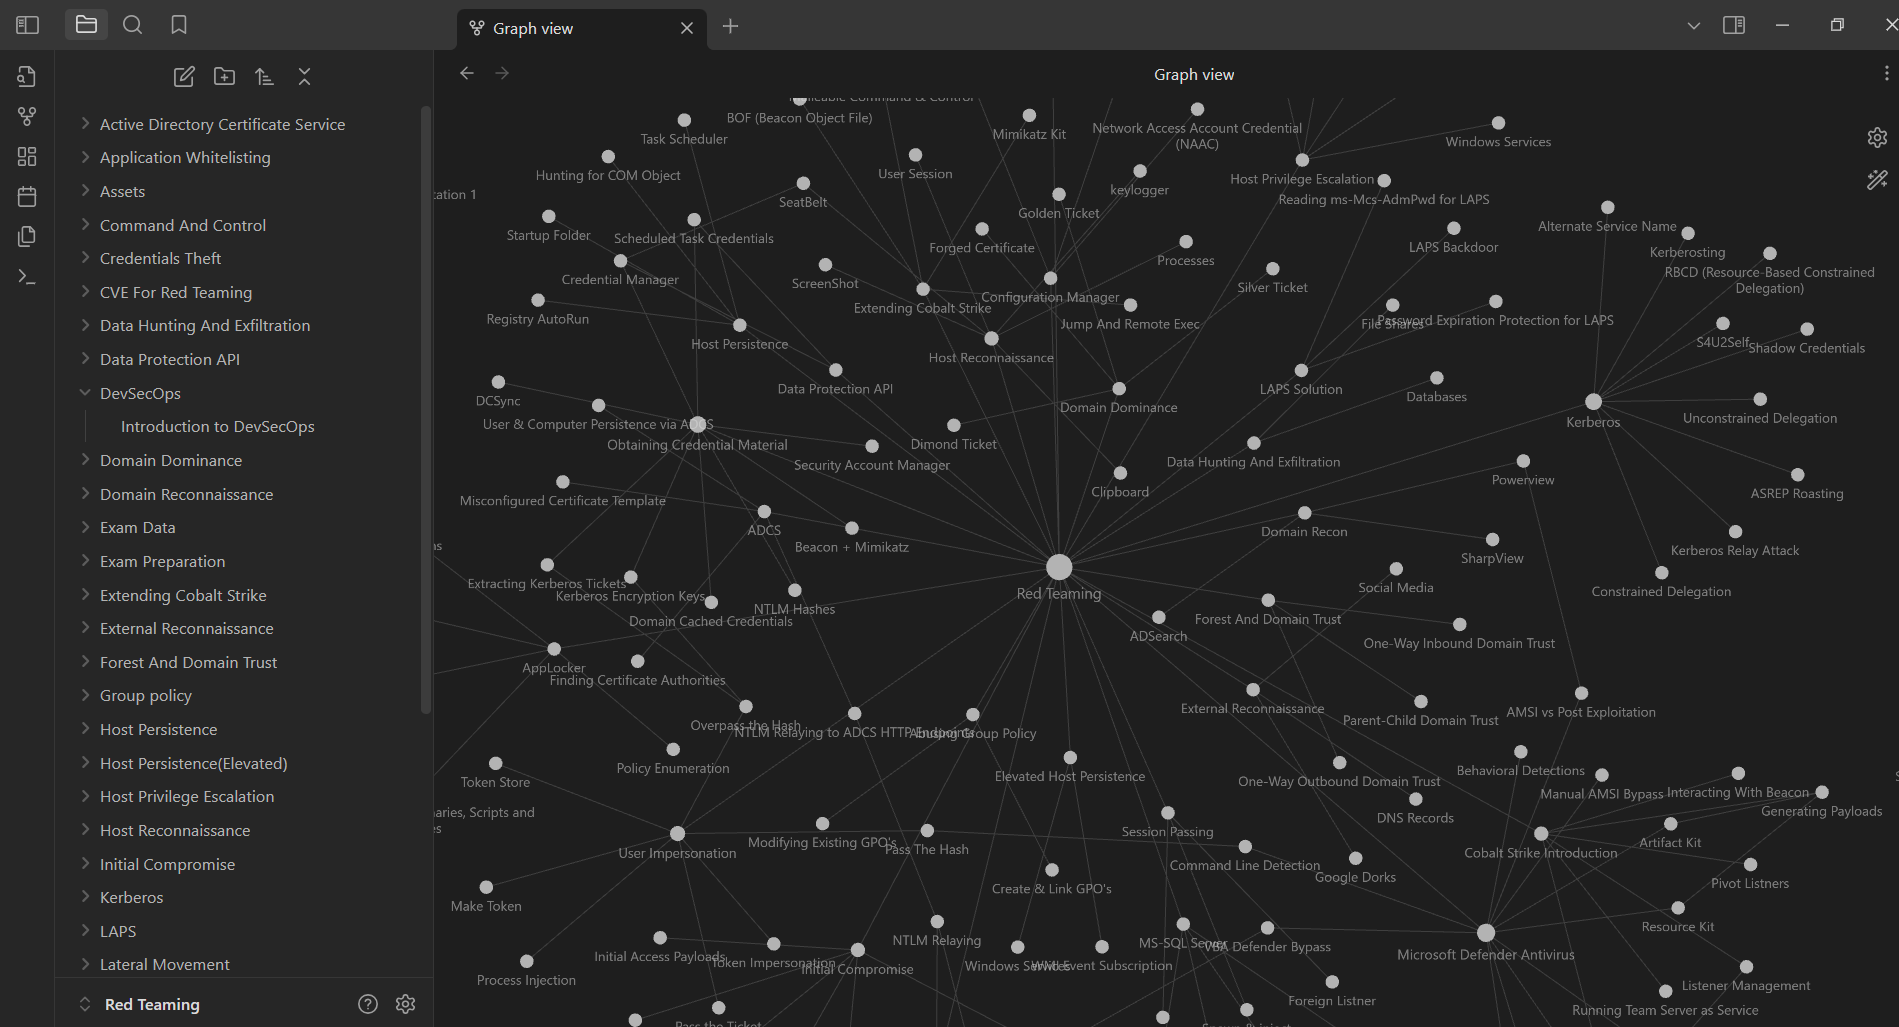 Graph view
Graph view
Active Directory Certificate Service
Application Whitelisting
Assets
Command And Control
Credentials Theft
CVE For Red Teaming
Data Hunting And Exfiltration
Data Protection API
DevSecOps
Introduction to DevSecOps
Domain Dominance
Domain Reconnaissance
Exam Data
Exam Preparation
Extending Cobalt Strike
External Reconnaissance
Forest And Domain Trust
Group policy
Host Persistence
Host Persistence(Elevated)
Host Privilege Escalation
Host Reconnaissance
Initial Compromise
Kerberos
LAPS
Lateral Movement
Red Teaming
Command & Control
BOF (Beacon Object File)
Task Scheduler
Mimikatz Kit
Network Access Account Credential
(NAAC)
Windows Services
Hunting for COM Object
User Session
keylogger
Host Privilege Escalation
Reading ms-Mcs-AdmPwd for LAPS
ation 1
SeatBelt
Golden Ticket
Startup Folder
Scheduled Task Credentials
Forged Certificate
LAPS Backdoor
Alternate Service Name
Kerberosting
Processes
RBCD (Resource-Based Constrained
Delegation)
Credential Manager
ScreenShot
Silver Ticket
Configuration Manager
Extending Cobalt Strike
Registry AutoRun
Jump And Remote Exec
File Shares
Password Expiration Protection for LAPS
Host Persistence
Host Reconnaissance
S4U2Self
Shadow Credentials
Data Protection API
LAPS Solution
DCSync
Databases
Domain Dominance
User & Computer Persistence via ADCS
Unconstrained Delegation
Kerberos
Obtaining Credential Material
Dimond Ticket
Security Account Manager
Data Hunting And Exfiltration
Powerview
Clipboard
ASREP Roasting
Misconfigured Certificate Template
ADCS
Beacon + Mimikatz
Domain Recon
as
SharpView
Kerberos Relay Attack
Extracting Kerberos Tickets
Kerberos Encryption Keys
Red Teaming
Social Media
Constrained Delegation
NTLM Hashes
Domain Cached Credentials
ADSearch
Forest And Domain Trust
One-Way Inbound Domain Trust
AppLocker
Finding Certificate Authorities
External Reconnaissance
Parent-Child Domain Trust
AMSI vs Post Exploitation
Overpass the Hash
NTLM Relaying to ADCS HTTP Endpoints
Abusing Group Policy
Policy Enumeration
Elevated Host Persistence
Token Store
One-Way Outbound Domain Trust
Behavioral Detections
Manual AMSI Bypass
Interacting With Beacon
Generating Payloads
aries, Scripts and
es
DNS Records
Session Passing
Modifying Existing GPO's
Pass The Hash
User Impersonation
Command Line Detection
Google Dorks
Cobalt Strike Introduction
Artifact Kit
Create & Link GPO's
Pivot Listners
Make Token
Resource Kit
NTLM Relaying
MS-SQL Server
VBA Defender Bypass
Initial Access Payloads
Token Impersonation
Initial Compromise
Windows Services
WMI Event Subscription
Microsoft Defender Antivirus
Process Injection
Foreign Listner
Listener Management
Running Team Server as Service
Pass the Ticket